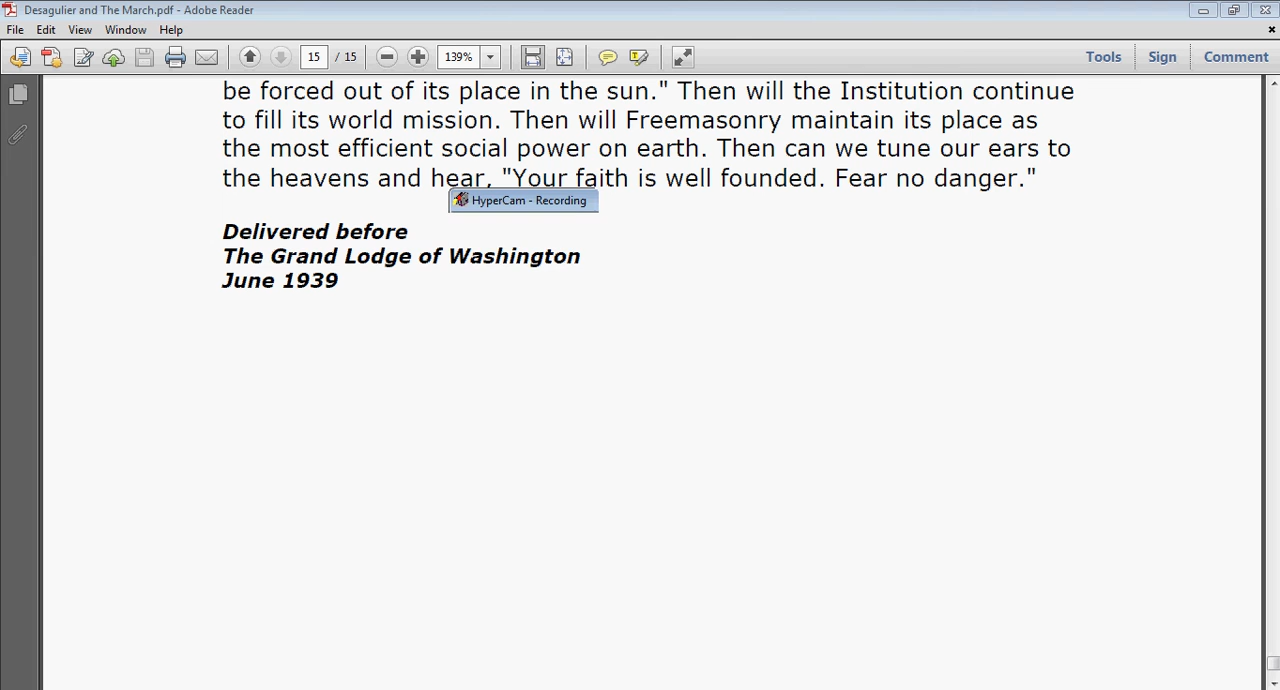 Desagulier and The March.pdf - Adobe Reader
File Edit View Window Help
15 / 15 139% Tools Sign Comment
be forced out of its place in the sun." Then will the Institution continue
to fill its world mission. Then will Freemasonry maintain its place as
the most efficient social power on earth. Then can we tune our ears to
the heavens and hear, "Your faith is well founded. Fear no danger."
HyperCam - Recording
Delivered before
The Grand Lodge of Washington
June 1939